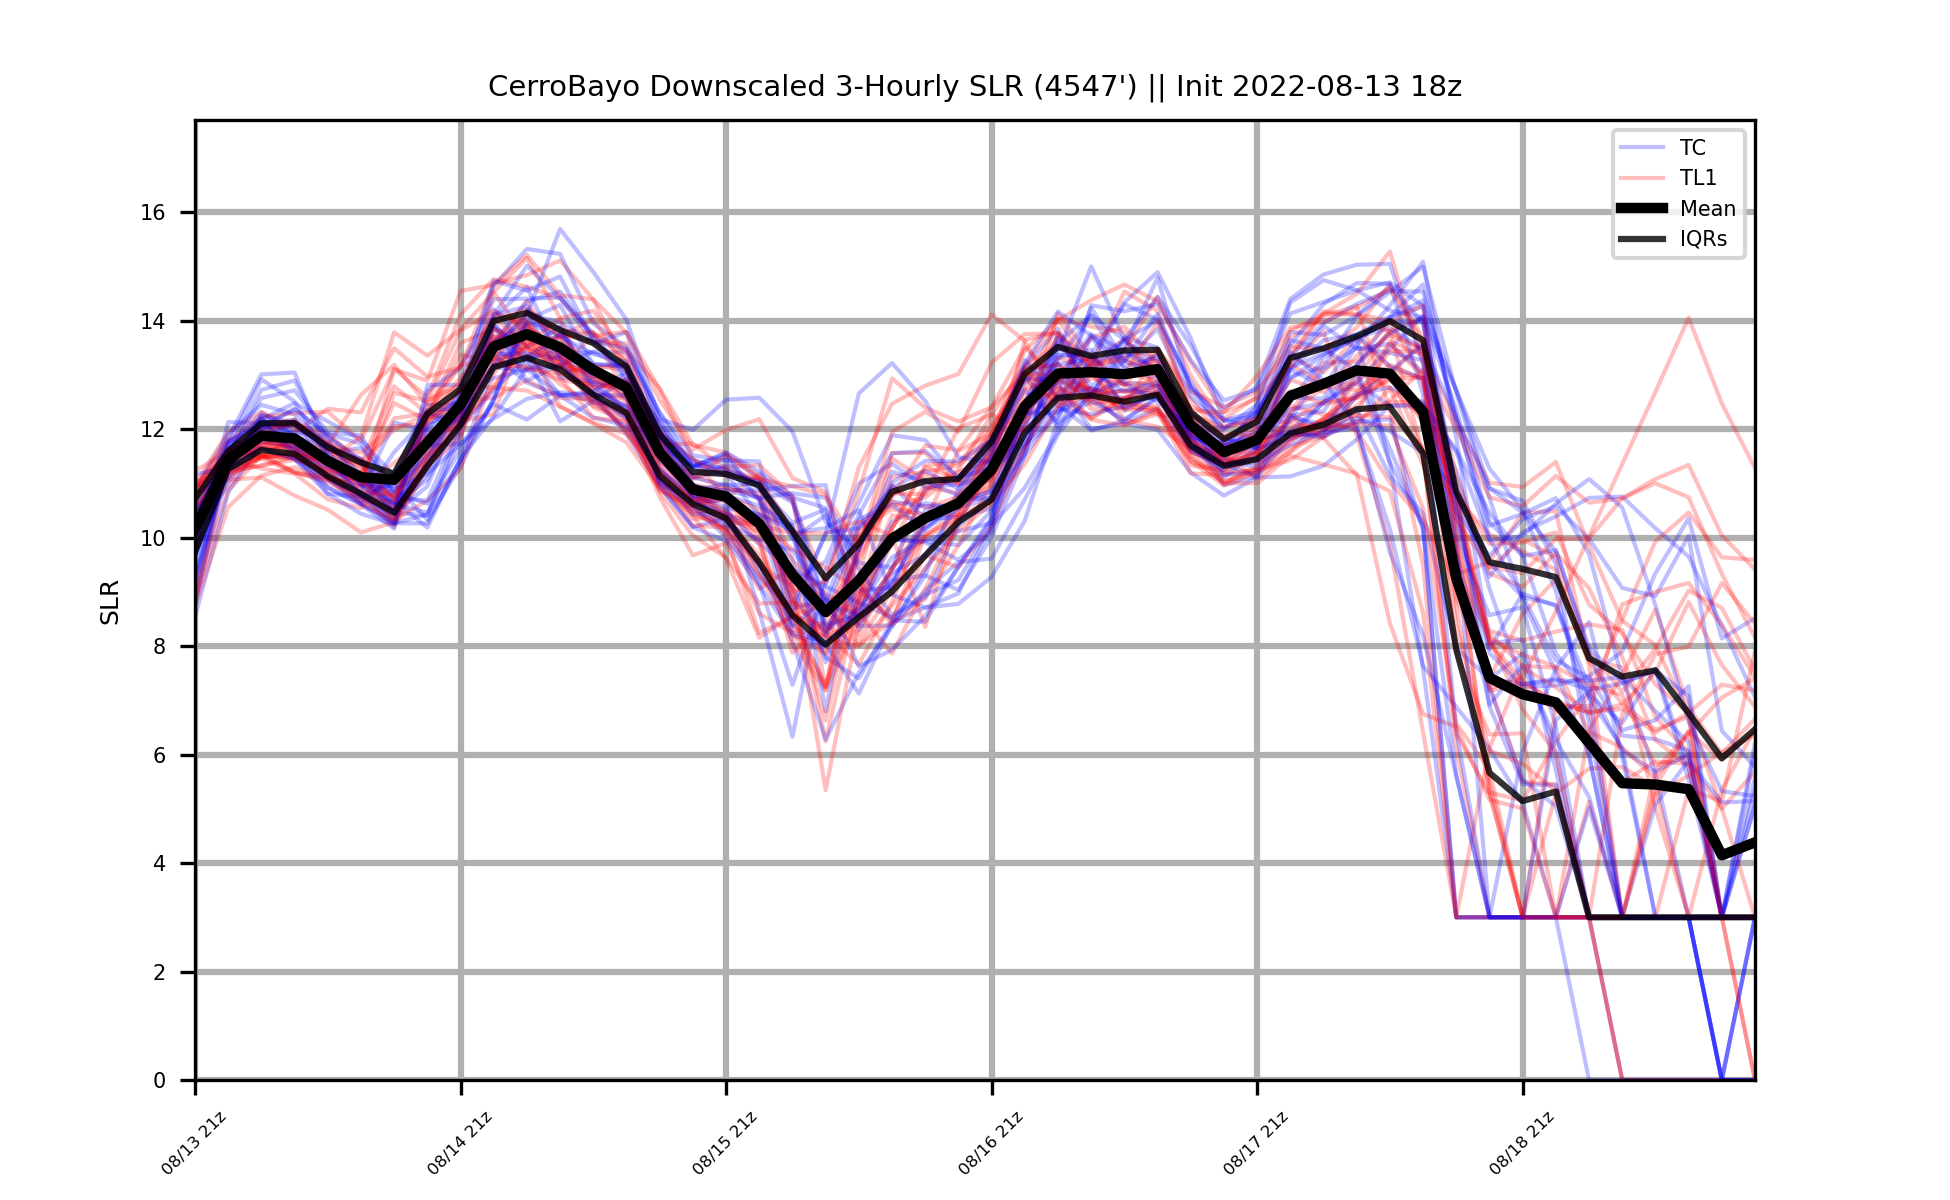 CerroBayo Downscaled 3-Hourly SLR (4547') || Init 2022-08-13 18z
TC
TL1
Mean
IQRs
SLR
16
14
12
10
8
6
4
2
0
08/13 21z
08/14 21z
08/15 21z
08/16 21z
08/17 21z
08/18 21z